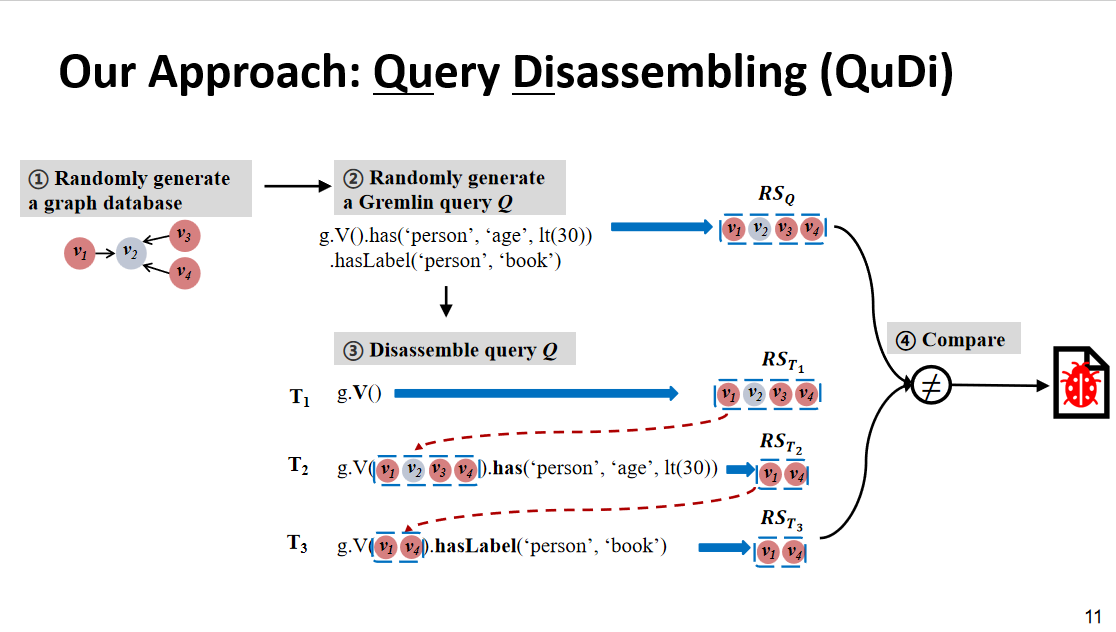 Our Approach: Query Disassembling (QuDi)
① Randomly generate
a graph database
v1 v2 v3 v4
② Randomly generate
a Gremlin query Q
g.V().has(‘person’, ‘age’, lt(30))
.hasLabel(‘person’, ‘book’)
RSQ
v1 v2 v3 v4
③ Disassemble query Q
④ Compare
≠
T1 g.V()
RST1
v1 v2 v3 v4
T2 g.V(v1 v2 v3 v4).has(‘person’, ‘age’, lt(30))
RST2
v1 v4
T3 g.V(v1 v4).hasLabel(‘person’, ‘book’)
RST3
v1 v4
11